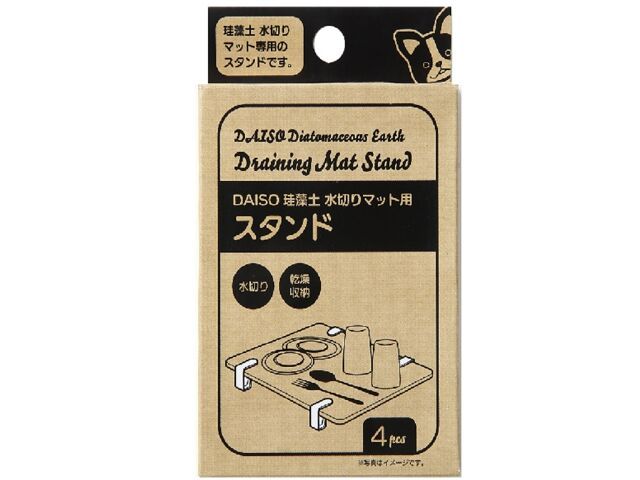 珪藻土 水切り
マット専用の
スタンドです。
DAISO Diatomaceous Earth
Draining Mat Stand
DAISO 珪藻土 水切りマット用
スタンド
水切り
乾燥
収納
4pcs
※写真はイメージです。